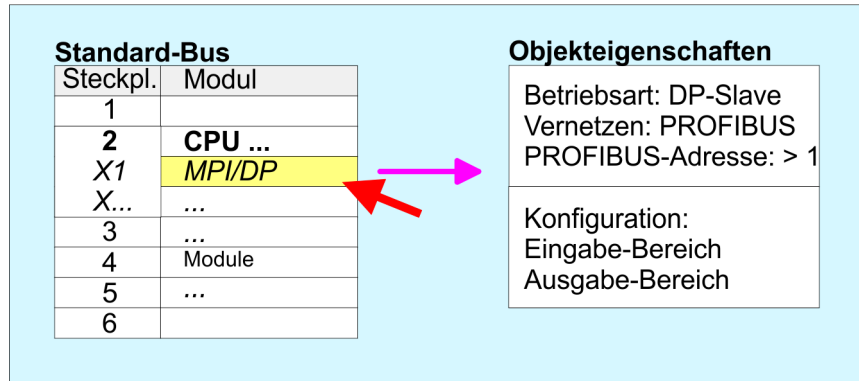 Standard-Bus
Steckpl. Modul
1
2 CPU ...
X1 MPI/DP
X... ...
3 ...
4 Module
5 ...
6
Objekteigenschaften
Betriebsart: DP-Slave
Vernetzen: PROFIBUS
PROFIBUS-Adresse: > 1
Konfiguration:
Eingabe-Bereich
Ausgabe-Bereich